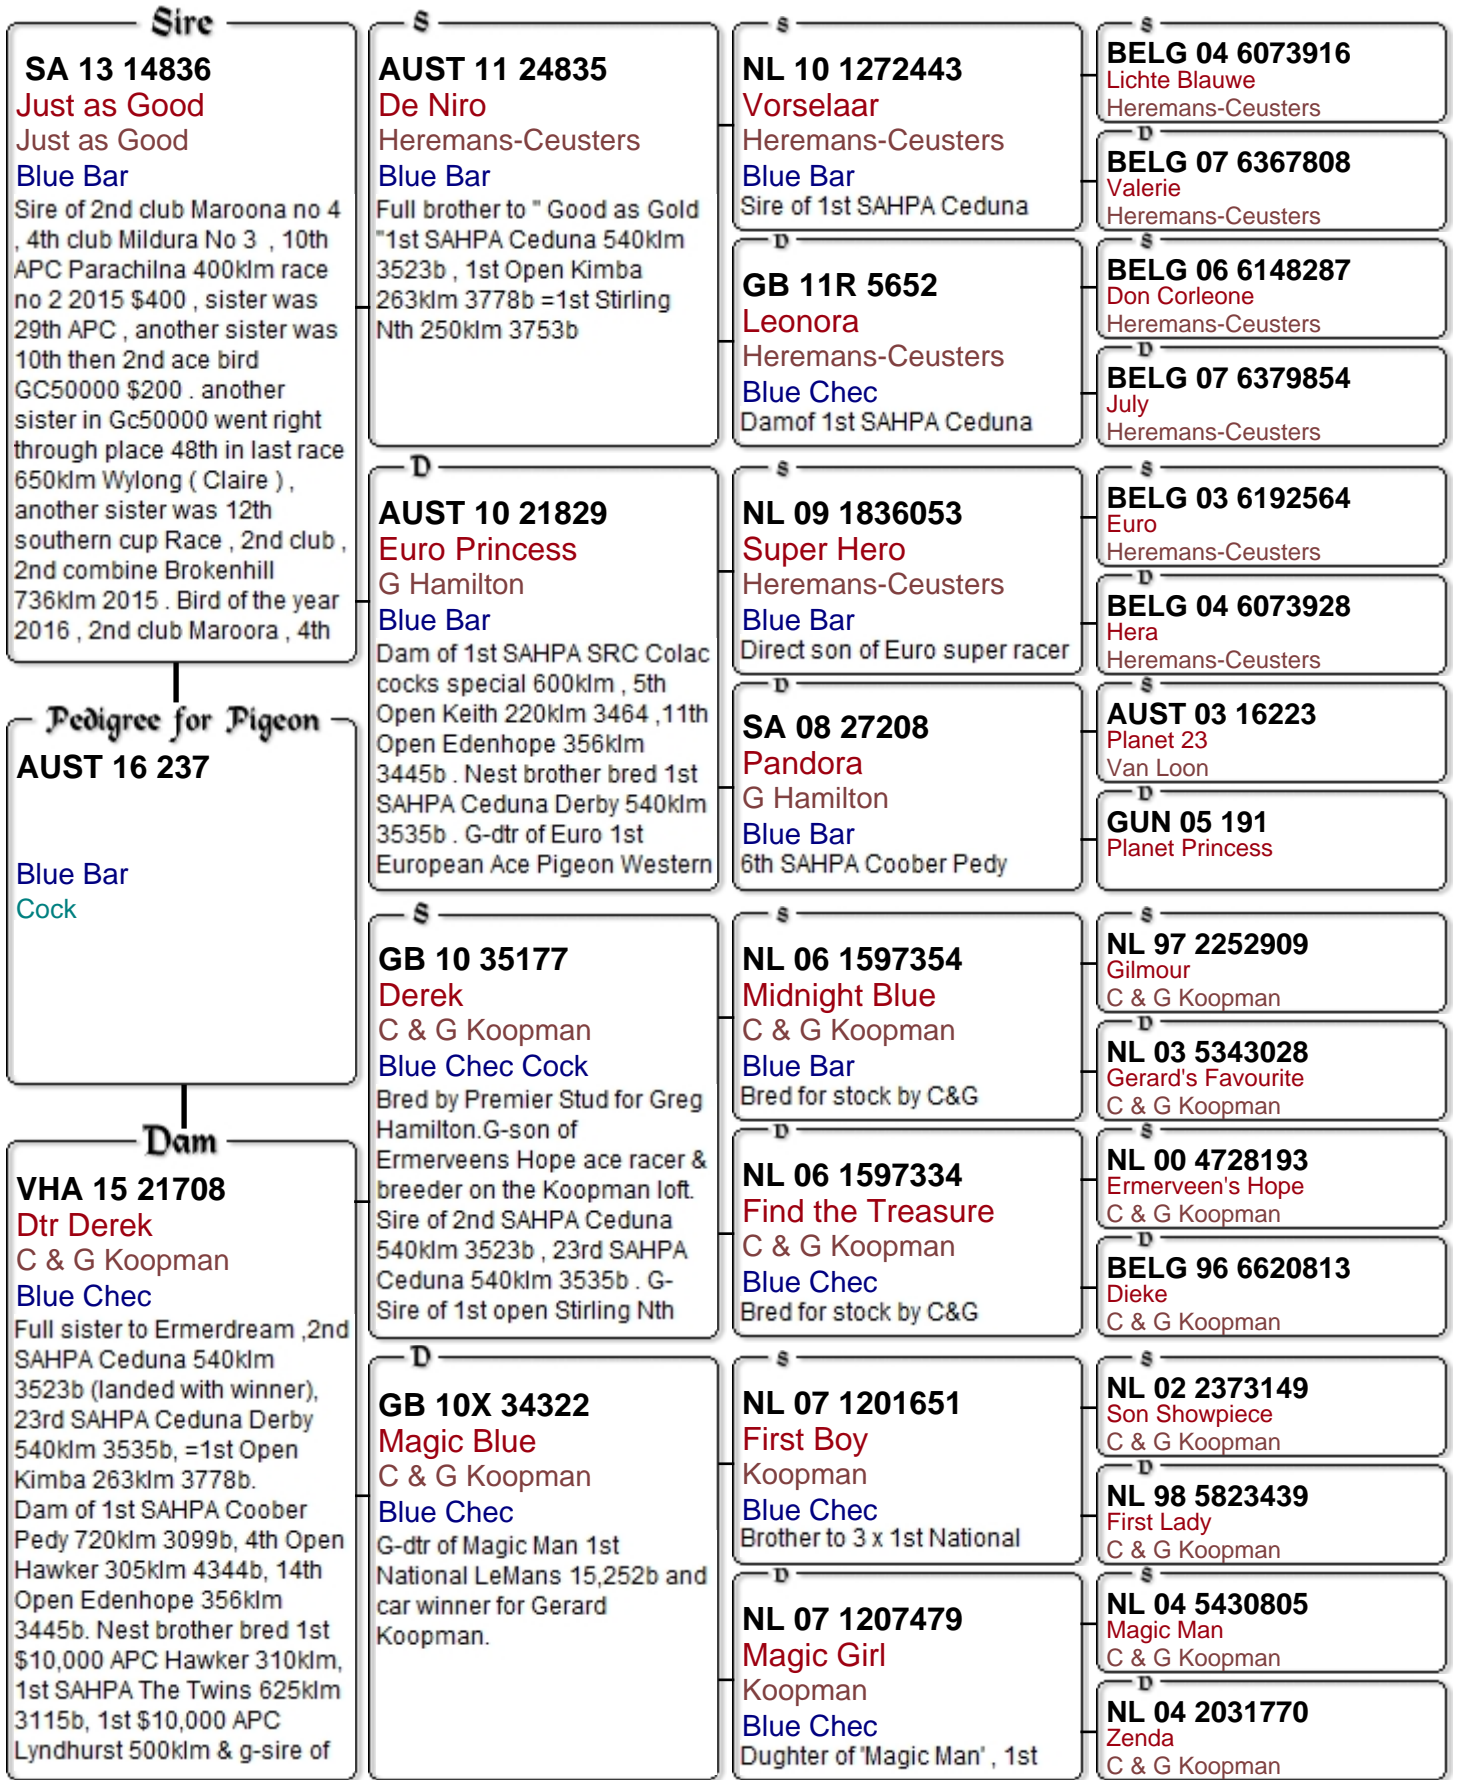 Sire
SA 13 14836
Just as Good
Just as Good
Blue Bar
Sire of 2nd club Maroona no 4
, 4th club Mildura No 3 , 10th
APC Parachilna 400klm race
no 2 2015 $400 , sister was
29th APC , another sister was
10th then 2nd ace bird
GC50000 $200 . another
sister in Gc50000 went right
through place 48th in last race
650klm Wylong ( Claire ) ,
another sister was 12th
southern cup Race , 2nd club ,
2nd combine Brokenhill
736klm 2015 . Bird of the year
2016 , 2nd club Maroora , 4th
Pedigree for Pigeon
AUST 16 237
Blue Bar
Cock
Dam
VHA 15 21708
Dtr Derek
C & G Koopman
Blue Chec
Full sister to Ermerdream ,2nd
SAHPA Ceduna 540klm
3523b (landed with winner),
23rd SAHPA Ceduna Derby
540klm 3535b, =1st Open
Kimba 263klm 3778b.
Dam of 1st SAHPA Coober
Pedy 720klm 3099b, 4th Open
Hawker 305klm 4344b, 14th
Open Edenhope 356klm
3445b. Nest brother bred 1st
$10,000 APC Hawker 310klm,
1st SAHPA The Twins 625klm
3115b, 1st $10,000 APC
Lyndhurst 500klm & g-sire of
S
AUST 11 24835
De Niro
Heremans-Ceusters
Blue Bar
Full brother to " Good as Gold
"1st SAHPA Ceduna 540klm
3523b , 1st Open Kimba
263klm 3778b =1st Stirling
Nth 250klm 3753b
D
AUST 10 21829
Euro Princess
G Hamilton
Blue Bar
Dam of 1st SAHPA SRC Colac
cocks special 600klm , 5th
Open Keith 220klm 3464 ,11th
Open Edenhope 356klm
3445b . Nest brother bred 1st
SAHPA Ceduna Derby 540klm
3535b . G-dtr of Euro 1st
European Ace Pigeon Western
S
GB 10 35177
Derek
C & G Koopman
Blue Chec Cock
Bred by Premier Stud for Greg
Hamilton.G-son of
Ermerveens Hope ace racer &
breeder on the Koopman loft.
Sire of 2nd SAHPA Ceduna
540klm 3523b , 23rd SAHPA
Ceduna 540klm 3535b . G-
Sire of 1st open Stirling Nth
D
GB 10X 34322
Magic Blue
C & G Koopman
Blue Chec
G-dtr of Magic Man 1st
National LeMans 15,252b and
car winner for Gerard
Koopman.
S
NL 10 1272443
Vorselaar
Heremans-Ceusters
Blue Bar
Sire of 1st SAHPA Ceduna
D
GB 11R 5652
Leonora
Heremans-Ceusters
Blue Chec
Damof 1st SAHPA Ceduna
S
NL 09 1836053
Super Hero
Heremans-Ceusters
Blue Bar
Direct son of Euro super racer
D
SA 08 27208
Pandora
G Hamilton
Blue Bar
6th SAHPA Coober Pedy
S
NL 06 1597354
Midnight Blue
C & G Koopman
Blue Bar
Bred for stock by C&G
D
NL 06 1597334
Find the Treasure
C & G Koopman
Blue Chec
Bred for stock by C&G
S
NL 07 1201651
First Boy
Koopman
Blue Chec
Brother to 3 x 1st National
D
NL 07 1207479
Magic Girl
Koopman
Blue Chec
Dughter of 'Magic Man' , 1st
S
BELG 04 6073916
Lichte Blauwe
Heremans-Ceusters
D
BELG 07 6367808
Valerie
Heremans-Ceusters
S
BELG 06 6148287
Don Corleone
Heremans-Ceusters
D
BELG 07 6379854
July
Heremans-Ceusters
S
BELG 03 6192564
Euro
Heremans-Ceusters
D
BELG 04 6073928
Hera
Heremans-Ceusters
S
AUST 03 16223
Planet 23
Van Loon
D
GUN 05 191
Planet Princess
S
NL 97 2252909
Gilmour
C & G Koopman
D
NL 03 5343028
Gerard's Favourite
C & G Koopman
S
NL 00 4728193
Ermerveen's Hope
C & G Koopman
D
BELG 96 6620813
Dieke
C & G Koopman
S
NL 02 2373149
Son Showpiece
C & G Koopman
D
NL 98 5823439
First Lady
C & G Koopman
S
NL 04 5430805
Magic Man
C & G Koopman
D
NL 04 2031770
Zenda
C & G Koopman